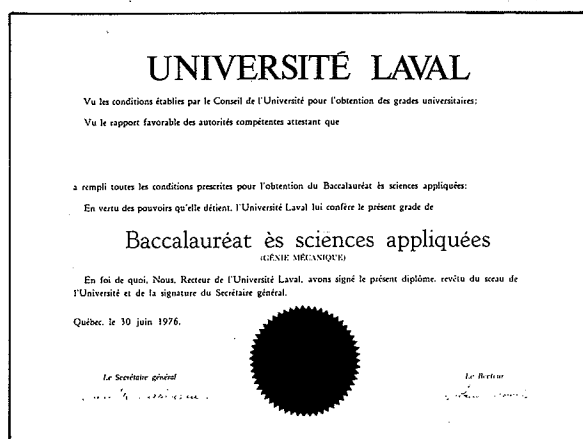 UNIVERSITÉ LAVAL
Vu les conditions établies par le Conseil de l'Université pour l'obtention des grades universitaires;
Vu le rapport favorable des autorités compétentes attestant que
a rempli toutes les conditions prescrites pour l'obtention du Baccalauréat ès sciences appliquées;
En vertu des pouvoirs qu'elle détient, l'Université Laval lui confère le présent grade de
Baccalauréat ès sciences appliquées
(GÉNIE MÉCANIQUE)
En foi de quoi, Nous, Recteur de l'Université Laval, avons signé le présent diplôme, revêtu du sceau de
l'Université et de la signature du Secrétaire général.
Québec, le 30 juin 1976.
Le Secrétaire général
Le Recteur